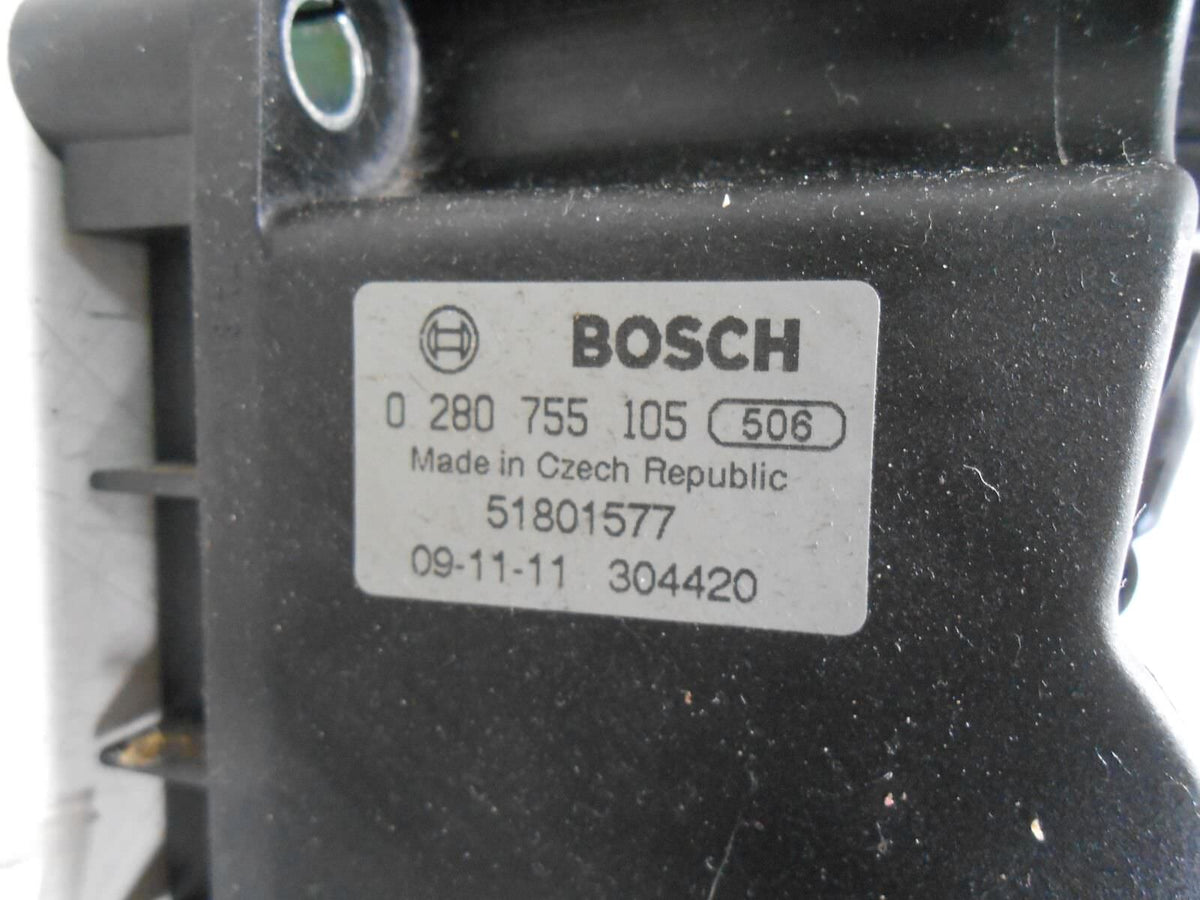 BOSCH
0 280 755 105 506
Made in Czech Republic
51801577
09-11-11 304420